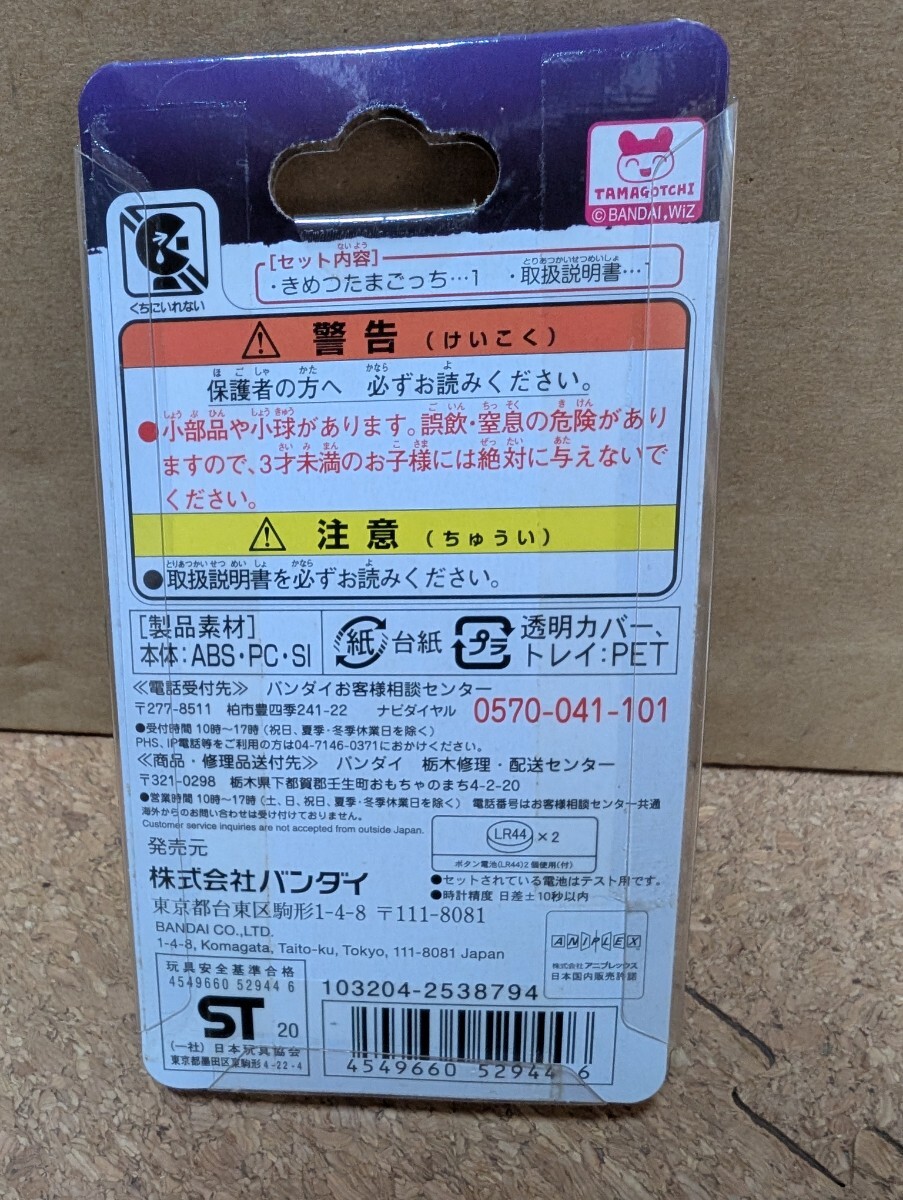 TAMAGOTCHI
©BANDAI,WiZ
くちにいれない
[セット内容]
・きめつたまごっち…1 ・取扱説明書…1
警告(けいこく)
保護者の方へ 必ずお読みください。
●小部品や小球があります。誤飲・窒息の危険があり
ますので、3才未満のお子様には絶対に与えないで
ください。
注意(ちゅうい)
●取扱説明書を必ずお読みください。
[製品素材]
本体:ABS・PC・SI
紙 台紙
プラ 透明カバー、
トレイ:PET
≪電話受付先≫ バンダイお客様相談センター
〒277-8511 柏市豊四季241-22 ナビダイヤル 0570-041-101
●受付時間 10時~17時(祝日、夏季・冬季休業日を除く)
PHS、IP電話等をご利用の方は04-7146-0371におかけください。
≪商品・修理品送付先≫ バンダイ 栃木修理・配送センター
〒321-0298 栃木県下都賀郡壬生町おもちゃのまち4-2-20
●営業時間 10時~17時(土、日、祝日、夏季・冬季休業日を除く) 電話番号はお客様相談センター共通
海外からのお問い合わせは受け付けておりません。
Customer service inquiries are not accepted from outside Japan.
LR44 ×2
ボタン電池(LR44)2個使用(付)
発売元
株式会社バンダイ
●セットされている電池はテスト用です。
●時計精度 日差±10秒以内
東京都台東区駒形1-4-8 〒111-8081
BANDAI CO.,LTD.
1-4-8, Komagata, Taito-ku, Tokyo, 111-8081 Japan
ANIPLEX
株式会社アニプレックス
日本国内販売許諾
玩具安全基準合格
4549660 52944 6
ST 20
(一社)日本玩具協会
東京都墨田区東駒形4-22-4
103204-2538794
4549660 52944 6